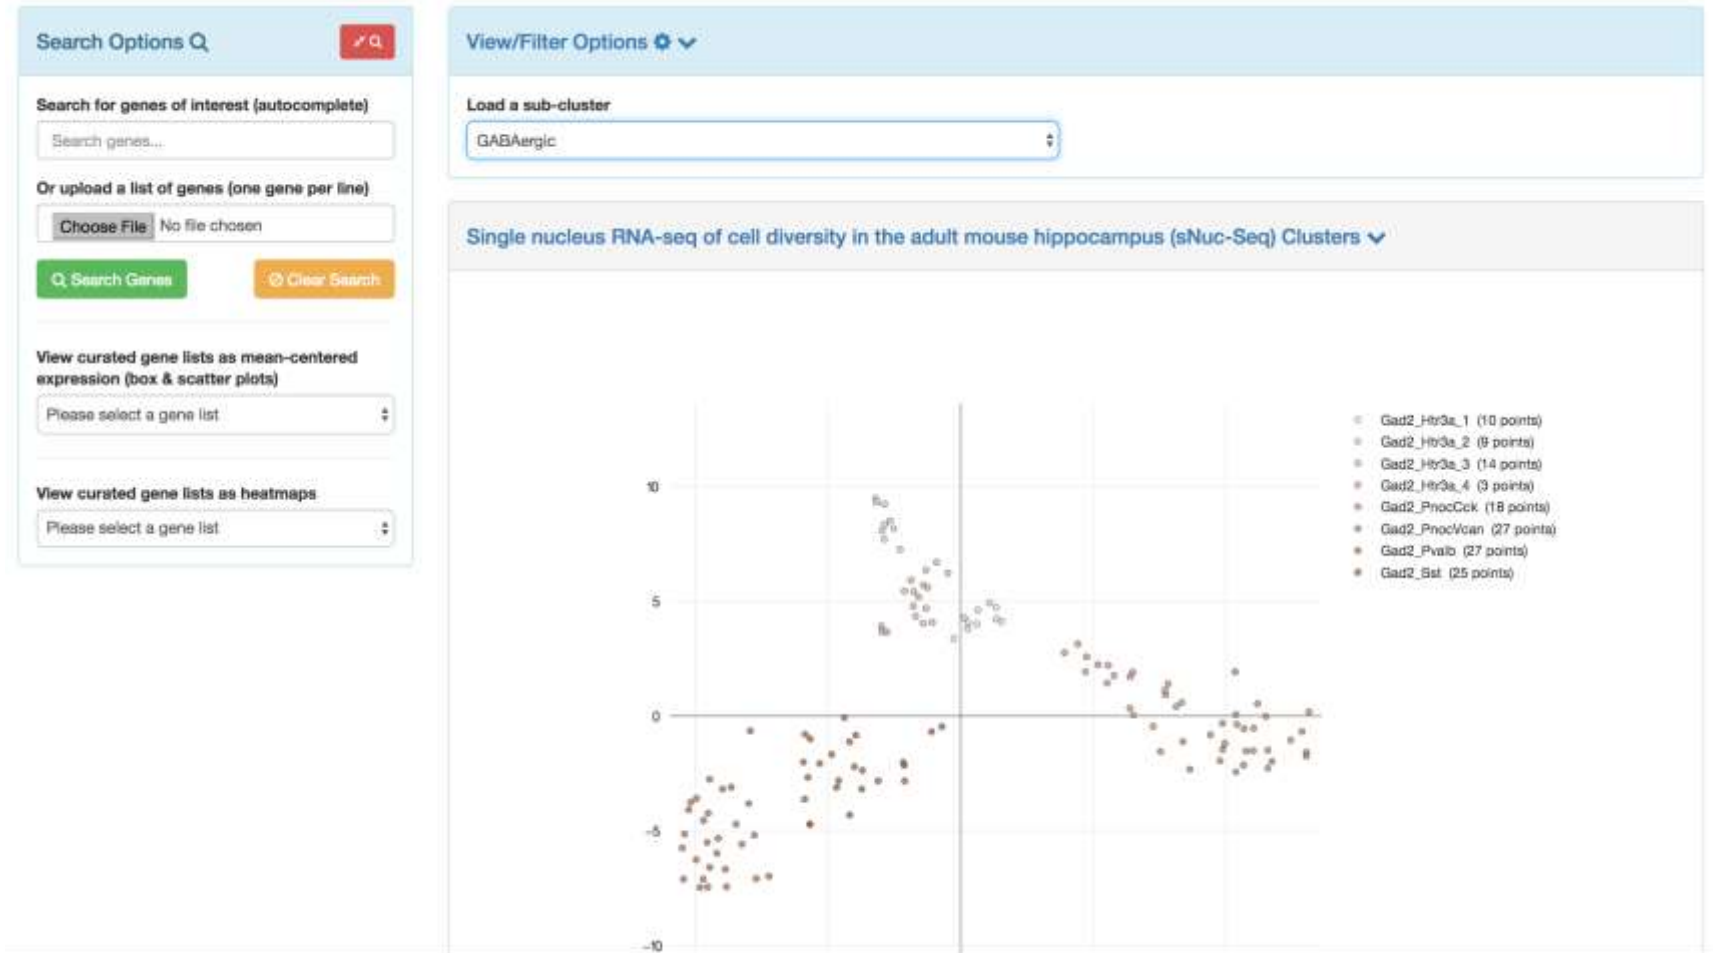 Search Options
Search for genes of interest (autocomplete)
Search genes...
Or upload a list of genes (one gene per line)
Choose File No file chosen
Search Genes
Clear Search
View curated gene lists as mean-centered
expression (box & scatter plots)
Please select a gene list
View curated gene lists as heatmaps
Please select a gene list
View/Filter Options
Load a sub-cluster
GABAergic
Single nucleus RNA-seq of cell diversity in the adult mouse hippocampus (sNuc-Seq) Clusters
10
5
0
-5
-10
Gad2_Htr3a_1 (10 points)
Gad2_Htr3a_2 (9 points)
Gad2_Htr3a_3 (14 points)
Gad2_Htr3a_4 (3 points)
Gad2_PnocCck (18 points)
Gad2_PnocVcan (27 points)
Gad2_Pvalb (27 points)
Gad2_Sst (25 points)